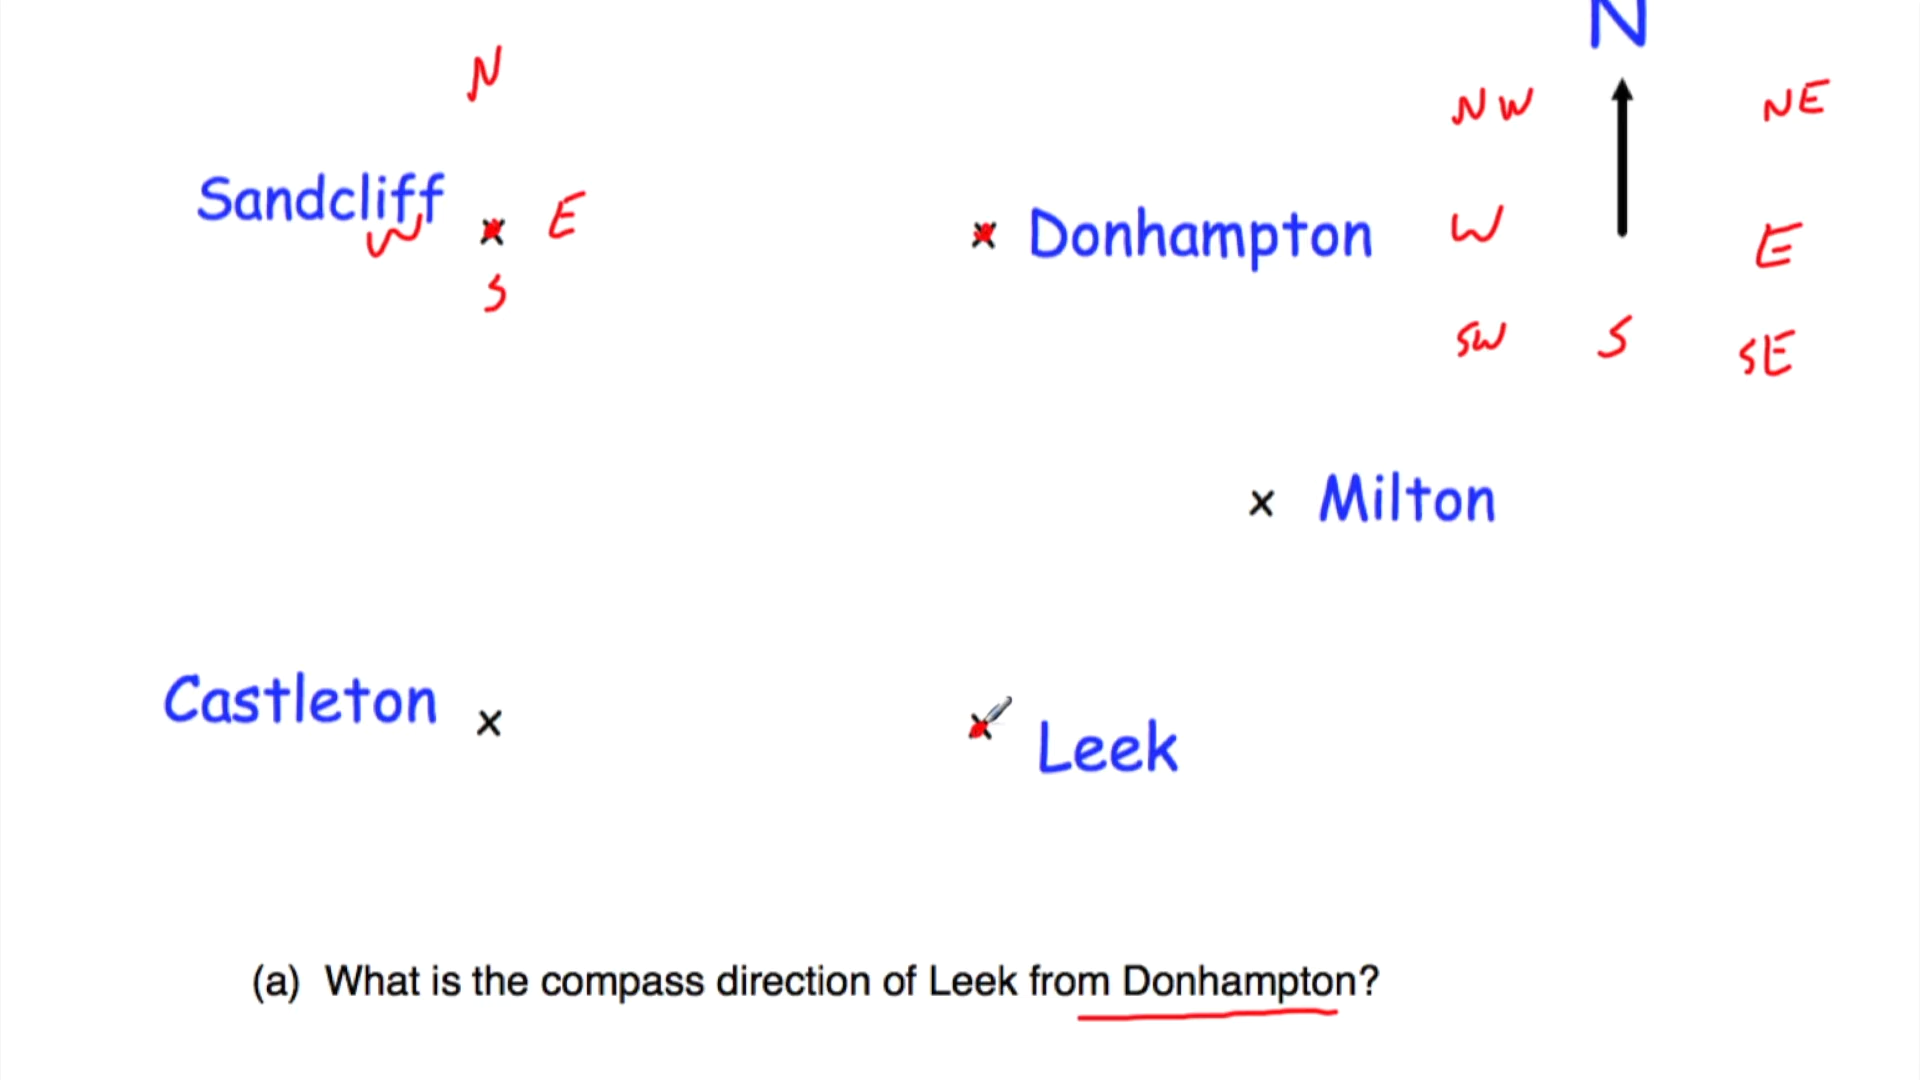 N
N
NW
NE
Sandcliff
W
E
S
Donhampton
W
E
SW
S
SE
Milton
Castleton
Leek
(a) What is the compass direction of Leek from Donhampton?